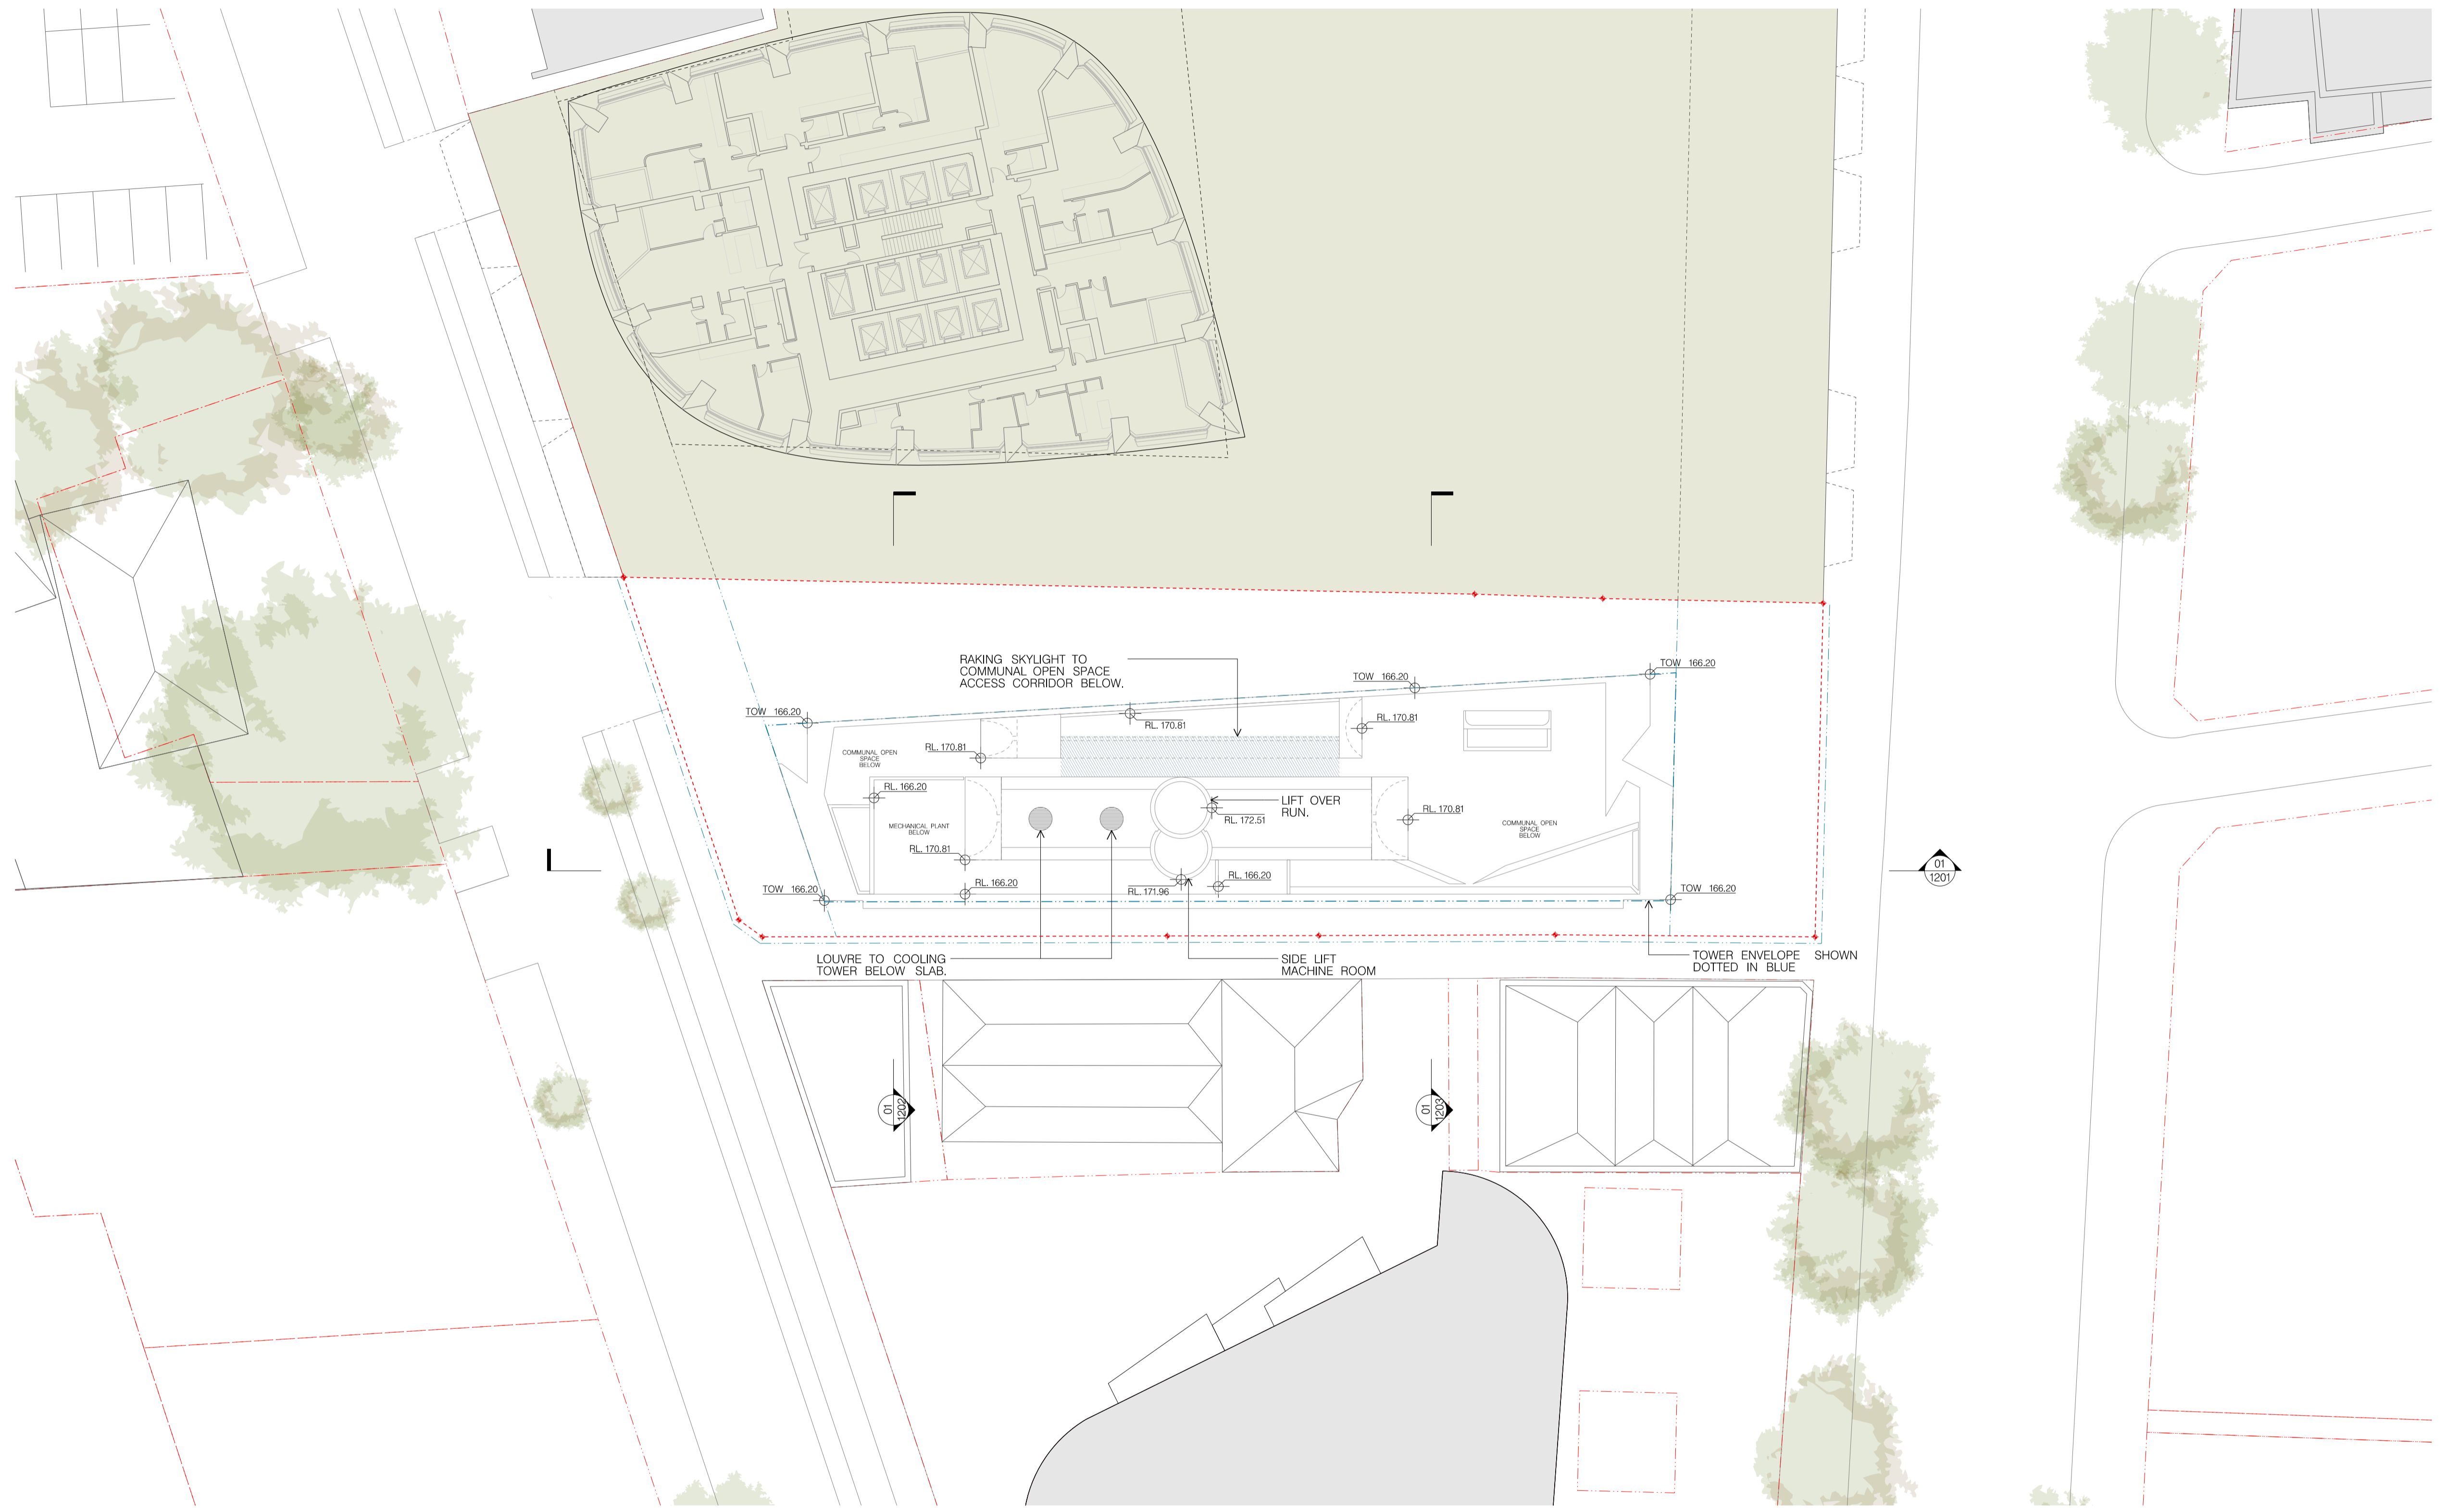 RAKING SKYLIGHT TO
COMMUNAL OPEN SPACE
ACCESS CORRIDOR BELOW.
TOW 166.20
TOW 166.20
TOW 166.20
RL. 170.81
RL. 170.81
RL. 170.81
COMMUNAL OPEN
SPACE
BELOW
RL. 166.20
LIFT OVER
RUN.
RL. 172.51
RL. 170.81
MECHANICAL PLANT
BELOW
COMMUNAL OPEN
SPACE
BELOW
RL. 170.81
RL. 166.20
RL. 166.20
RL. 171.96
TOW 166.20
TOW 166.20
01
1201
LOUVRE TO COOLING
TOWER BELOW SLAB.
SIDE LIFT
MACHINE ROOM
TOWER ENVELOPE SHOWN
DOTTED IN BLUE
01
1202
01
1203